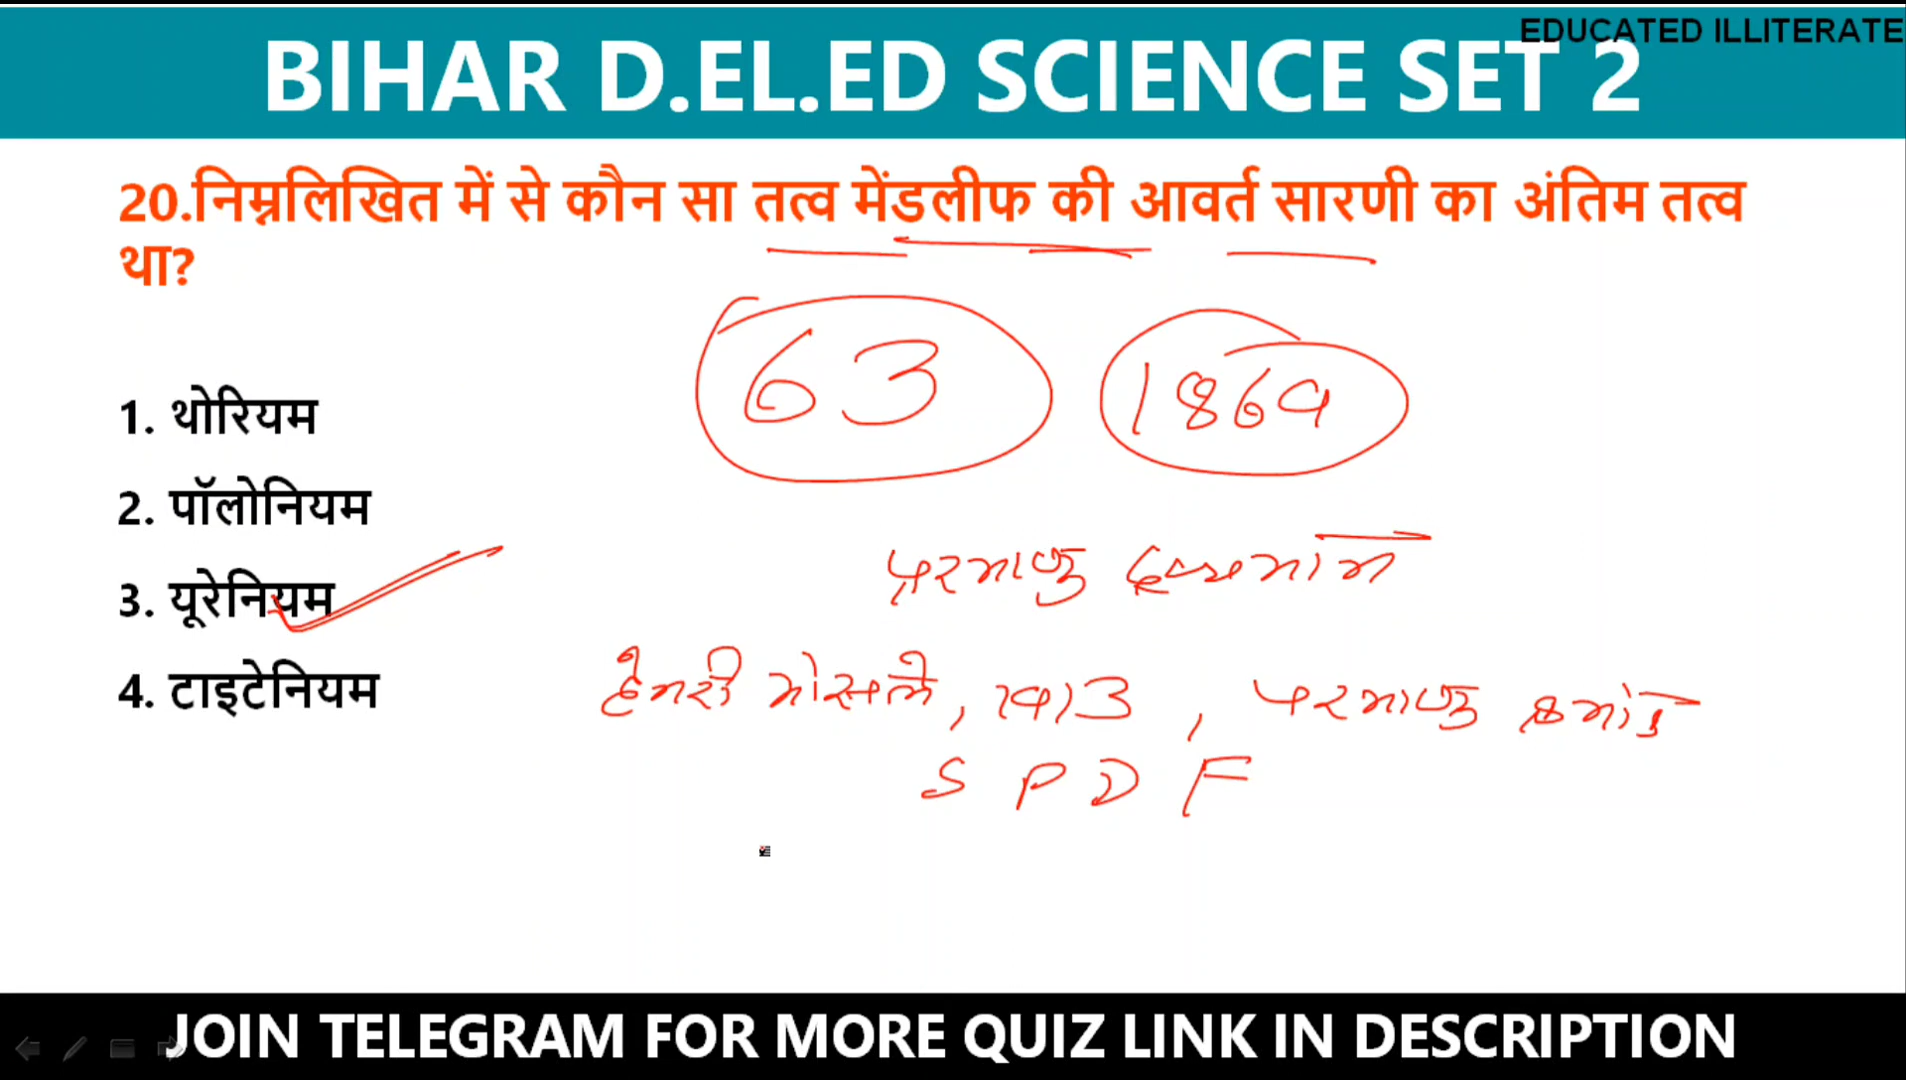 EDUCATED ILLITERATE
BIHAR D.EL.ED SCIENCE SET 2
20.निम्नलिखित में से कौन सा तत्व मेंडलीफ की आवर्त सारणी का अंतिम तत्व
था?
63 1869
1. थोरियम
2. पॉलोनियम
परमाणु द्रव्यमान
3. यूरेनियम
हेनरी मोसले, 1913, परमाणु क्रमांक
4. टाइटेनियम
S P D F
JOIN TELEGRAM FOR MORE QUIZ LINK IN DESCRIPTION